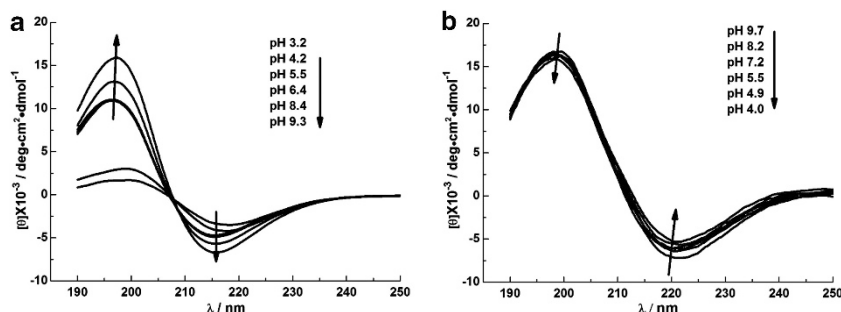 a
pH 3.2
pH 4.2
pH 5.5
pH 6.4
pH 8.4
pH 9.3
[θ]X10⁻³ / deg•cm²•dmol⁻¹
20
15
10
5
0
-5
-10
190 200 210 220 230 240 250
λ / nm
b
pH 9.7
pH 8.2
pH 7.2
pH 5.5
pH 4.9
pH 4.0
[θ]X10⁻³ / deg•cm²•dmol⁻¹
20
15
10
5
0
-5
-10
190 200 210 220 230 240 250
λ / nm